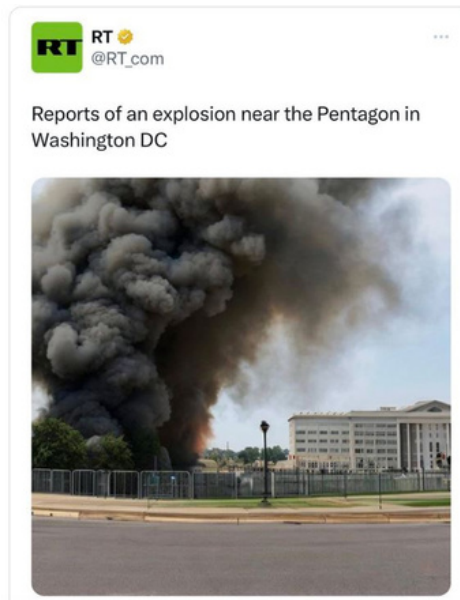 RT
RT
@RT_com
Reports of an explosion near the Pentagon in
Washington DC